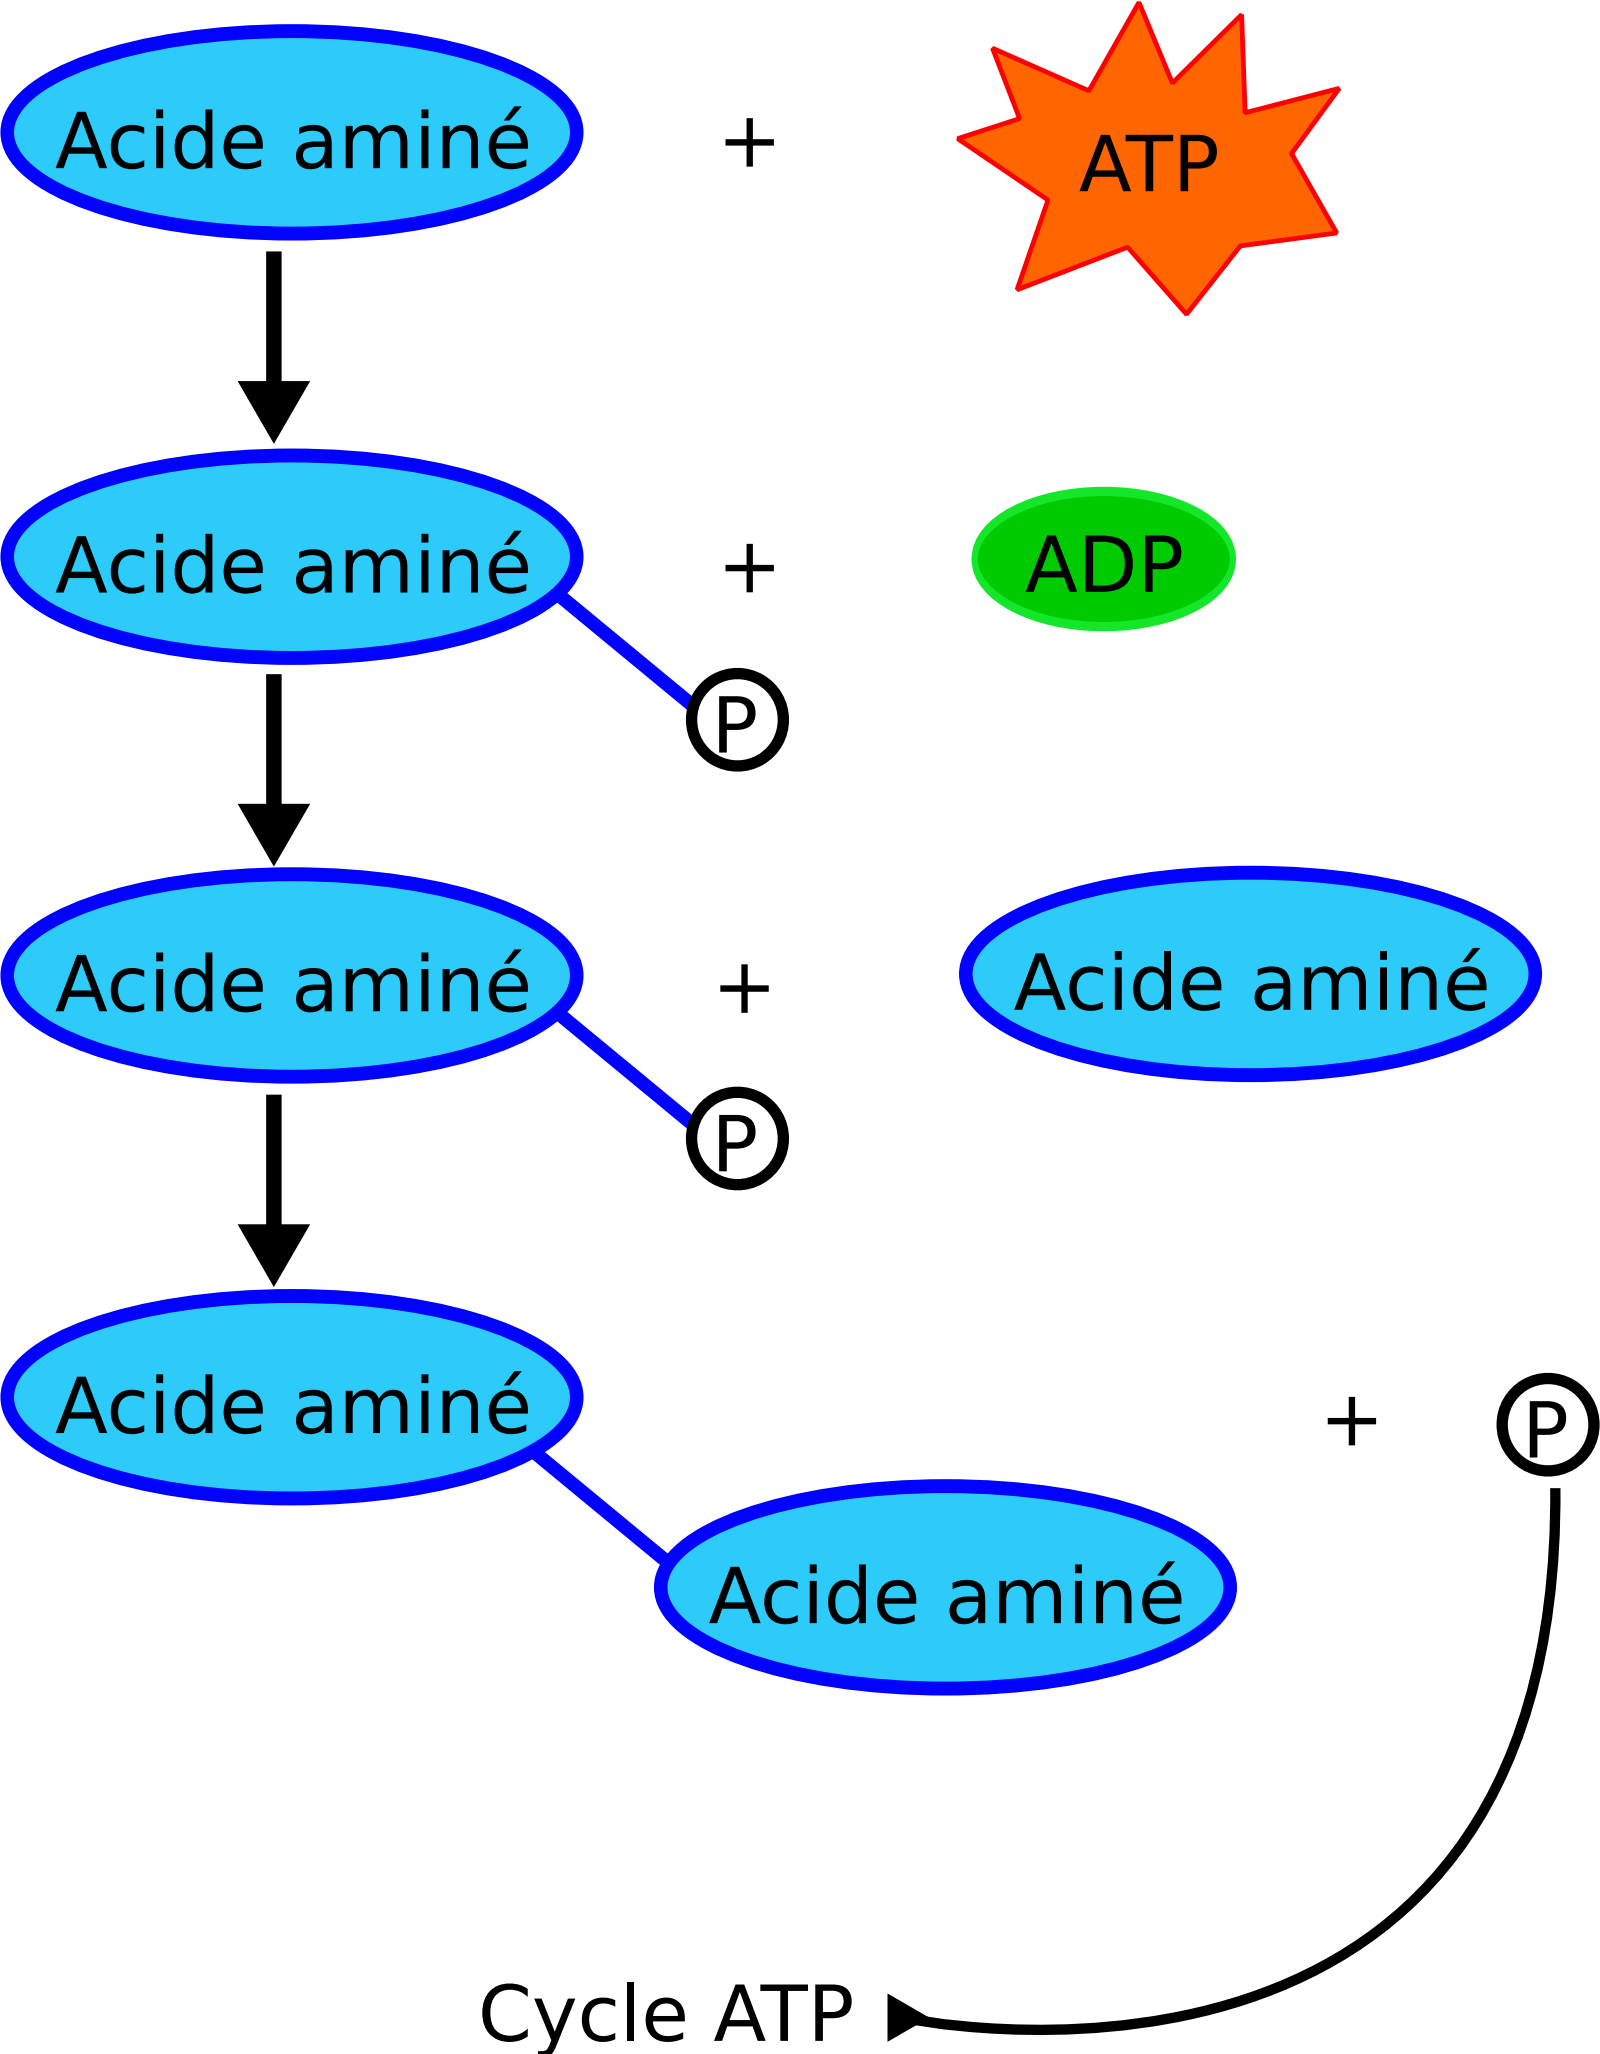 Acide aminé + ATP
Acide aminé + ADP
P
Acide aminé + Acide aminé
P
Acide aminé + P
Acide aminé
Cycle ATP